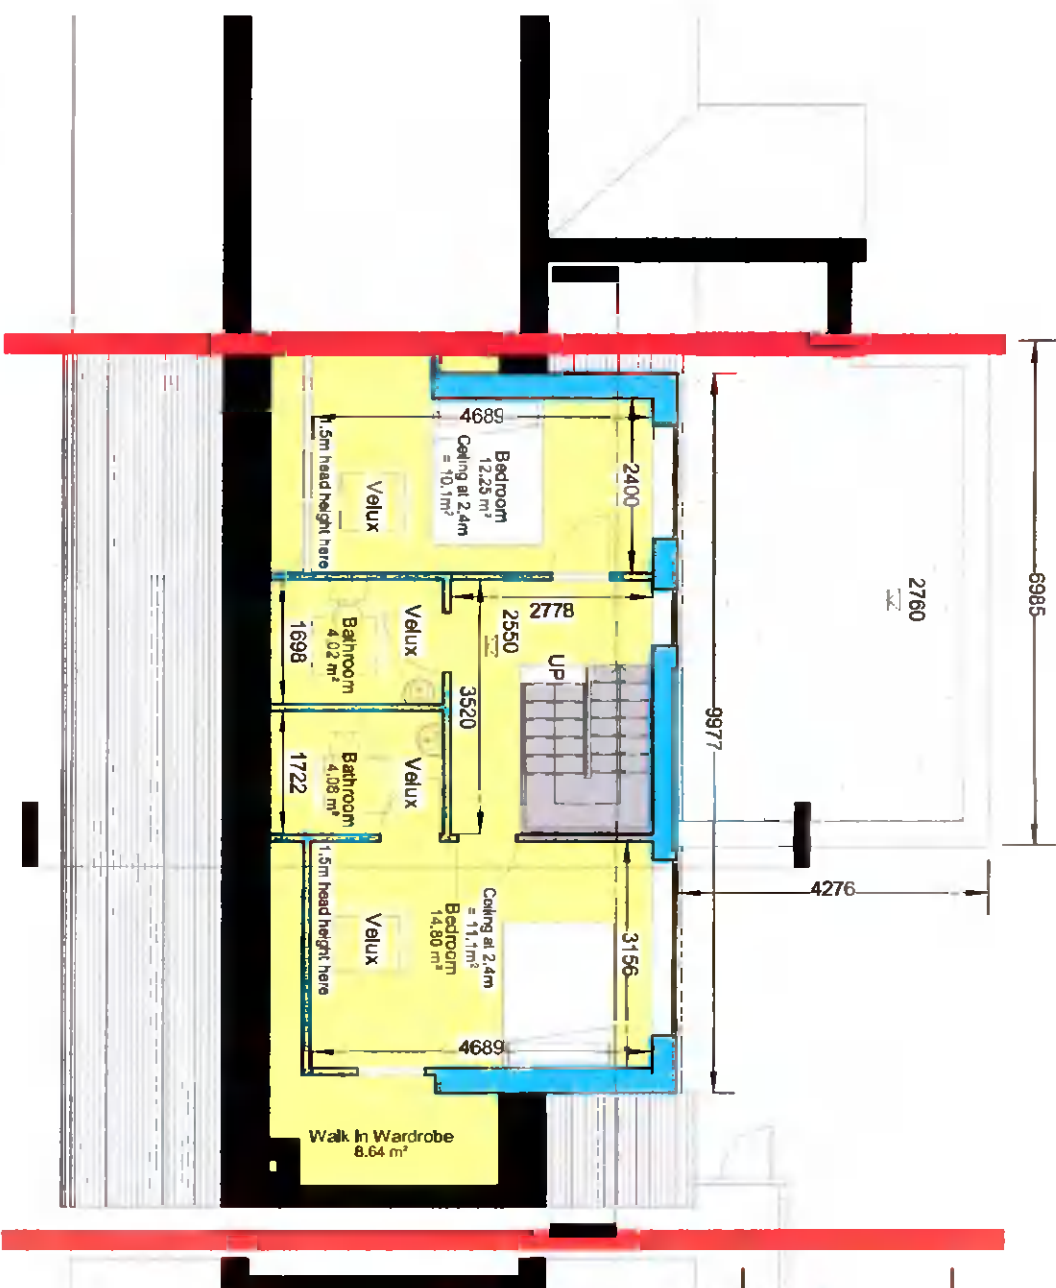 6985
4689
2400
Bedroom
12.25 m²
Ceiling at 2.4m
= 10.1m²
1.5m head height here
Velux
2760
2778
2550
Velux
Bathroom
4.02 m²
1698
UP
3520
9977
Velux
Bathroom
4.08 m²
1722
4276
1.5m head height here
Ceiling at 2.4m
= 11.1m²
Bedroom
14.80 m²
Velux
3156
4689
Walk In Wardrobe
8.64 m²